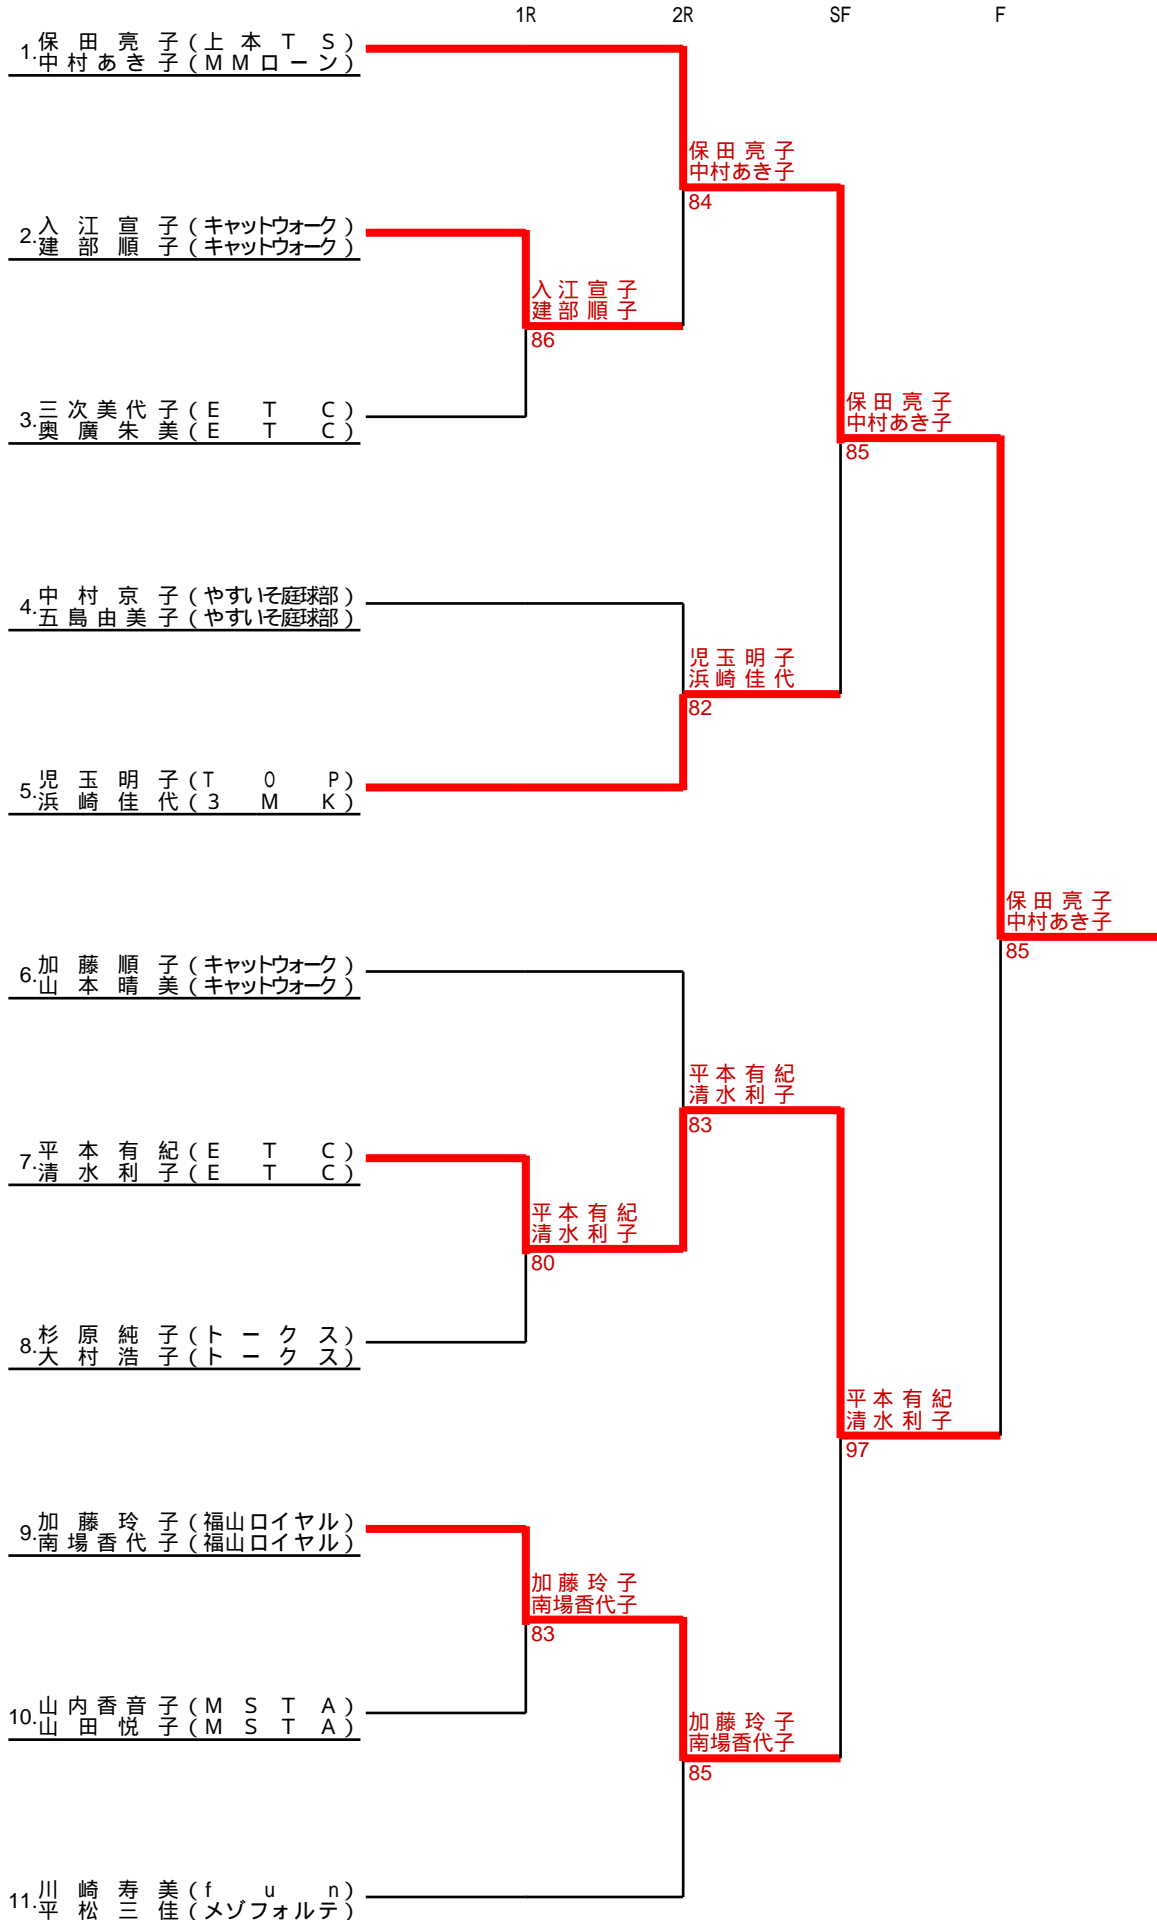 1R 2R SF F
1. 保田亮子(上本TS)
中村あき子(MMローン)
保田亮子
中村あき子
84
2. 入江宣子(キャットウォーク)
建部順子(キャットウォーク)
入江宣子
建部順子
86
3. 三次美代子(ETC)
奥廣朱美(ETC)
保田亮子
中村あき子
85
4. 中村京子(やすいそ庭球部)
五島由美子(やすいそ庭球部)
児玉明子
浜崎佳代
82
5. 児玉明子(TOP)
浜崎佳代(3MK)
保田亮子
中村あき子
85
6. 加藤順子(キャットウォーク)
山本晴美(キャットウォーク)
平本有紀
清水利子
83
7. 平本有紀(ETC)
清水利子(ETC)
平本有紀
清水利子
80
8. 杉原純子(トークス)
大村浩子(トークス)
平本有紀
清水利子
97
9. 加藤玲子(福山ロイヤル)
南場香代子(福山ロイヤル)
加藤玲子
南場香代子
83
10. 山内香音子(MSTA)
山田悦子(MSTA)
加藤玲子
南場香代子
85
11. 川崎寿美(fun)
平松三佳(メゾフォルテ)